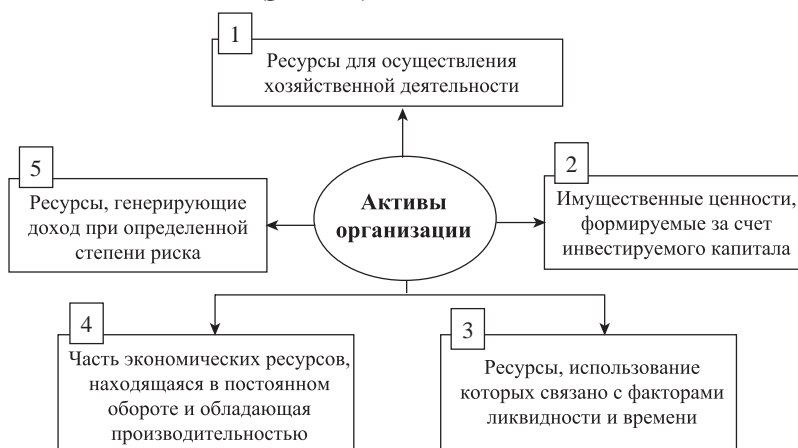 1
Ресурсы для осуществления
хозяйственной деятельности
5
Ресурсы, генерирующие
доход при определенной
степени риска
Активы
организации
2
Имущественные ценности,
формируемые за счет
инвестируемого капитала
4
Часть экономических ресурсов,
находящаяся в постоянном
обороте и обладающая
производительностью
3
Ресурсы, использование
которых связано с факторами
ликвидности и времени